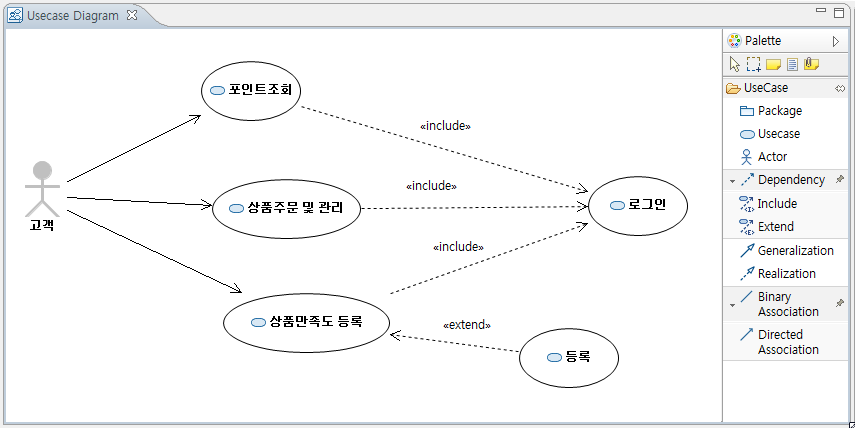 Usecase Diagram
포인트조회
«include»
고객
상품주문 및 관리
«include»
로그인
«include»
상품만족도 등록
«extend»
등록
Palette
UseCase
Package
Usecase
Actor
Dependency
Include
Extend
Generalization
Realization
Binary
Association
Directed
Association